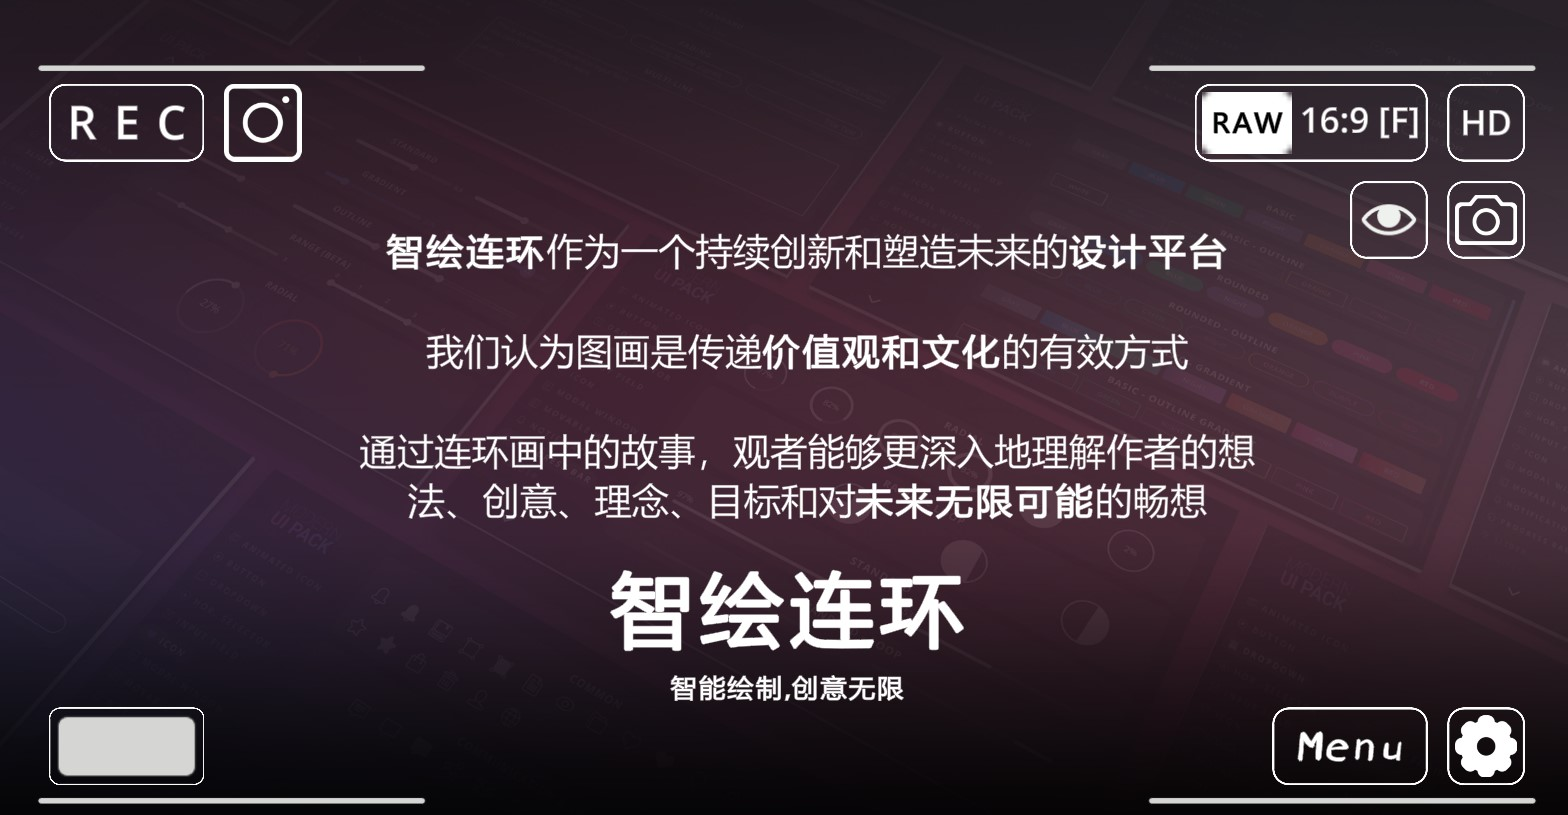 REC
RAW 16:9 [F] HD
智绘连环作为一个持续创新和塑造未来的设计平台
我们认为图画是传递价值观和文化的有效方式
通过连环画中的故事，观者能够更深入地理解作者的想
法、创意、理念、目标和对未来无限可能的畅想
智绘连环
智能绘制,创意无限
Menu